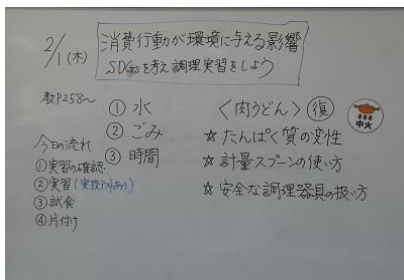 2/1(木)
消費行動が環境に与える影響
SDGsを考え調理実習をしよう
教P258〜
①水
②ごみ
③時間
今日の流れ
①実習の確認
②実習(実技テストあり)
③試食
④片付け
<肉うどん> 復
中火
☆たんぱく質の変性
☆計量スプーンの使い方
☆安全な調理器具の扱い方